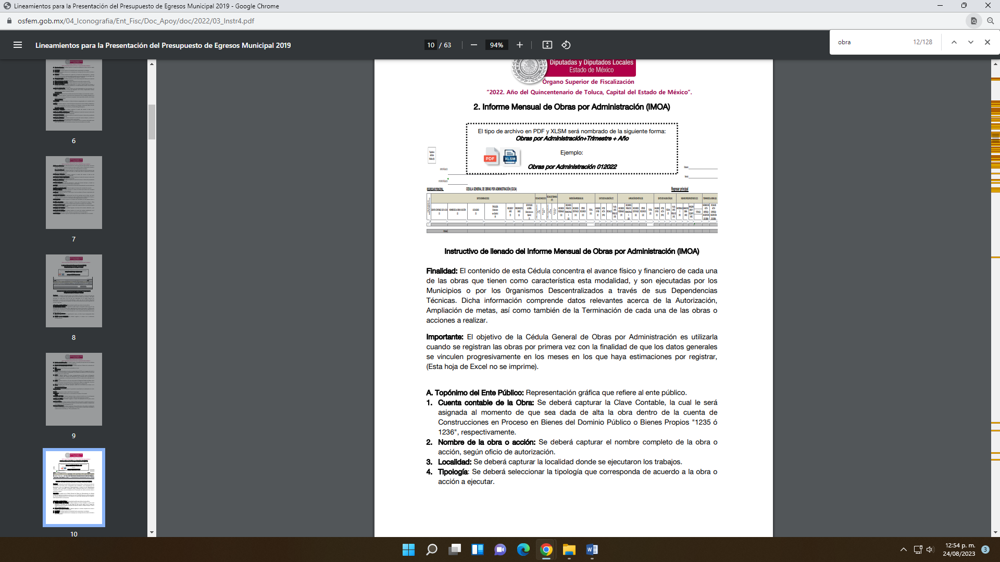 Lineamientos para la Presentación del Presupuesto de Egresos Municipal 2019 - Google Chrome
osfem.gob.mx/04_Iconografia/Ent_Fisc/Doc_Apoy/doc/2022/03_Instr4.pdf
Lineamientos para la Presentación del Presupuesto de Egresos Municipal 2019
10 / 63
94%
obra
12/128
6
7
8
9
10
Diputadas y Diputados Locales
Estado de México
Órgano Superior de Fiscalización
"2022. Año del Quincentenario de Toluca, Capital del Estado de México".
2. Informe Mensual de Obras por Administración (IMOA)
El tipo de archivo en PDF y XLSM será nombrado de la siguiente forma:
Obras por Administración+Trimestre + Año
Ejemplo:
PDF XLSM
Obras por Administración 012022
REGRESAR PRINCIPAL
CEDULA GENERAL DE OBRAS POR ADMINISTRACIÓN (CGOA)
Regresar principal
Instructivo de llenado del Informe Mensual de Obras por Administración (IMOA)
Finalidad: El contenido de esta Cédula concentra el avance físico y financiero de cada una
de las obras que tienen como característica esta modalidad, y son ejecutadas por los
Municipios o por los 0rganismos Descentralizados a través de sus Dependencias
Técnicas. Dicha información comprende datos relevantes acerca de la Autorización,
Ampliación de metas, así como también de la Terminación de cada una de las obras o
acciones a realizar.
Importante: El objetivo de la Cédula General de Obras por Administración es utilizarla
cuando se registran las obras por primera vez con la finalidad de que los datos generales
se vinculen progresivamente en los meses en los que haya estimaciones por registrar,
(Esta hoja de Excel no se imprime).
A. Topónimo del Ente Público: Representación gráfica que refiere al ente público.
1. Cuenta contable de la Obra: Se deberá capturar la Clave Contable, la cual le será
asignada al momento de que sea dada de alta la obra dentro de la cuenta de
Construcciones en Proceso en Bienes del Dominio Público o Bienes Propios "1235 ó
1236", respectivamente.
2. Nombre de la obra o acción: Se deberá capturar el nombre completo de la obra o
acción, según oficio de autorización.
3. Localidad: Se deberá capturar la localidad donde se ejecutaron los trabajos.
4. Tipología: Se deberá seleccionar la tipología que corresponda de acuerdo a la obra o
acción a ejecutar.
12:54 p. m.
24/08/2023
3